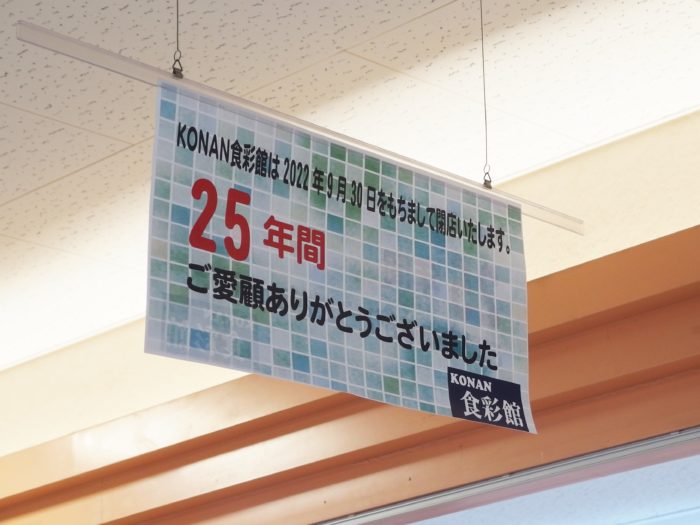 KONAN食彩館は2022年9月30日をもちまして閉店いたします。
25年間
ご愛顧ありがとうございました
KONAN
食彩館